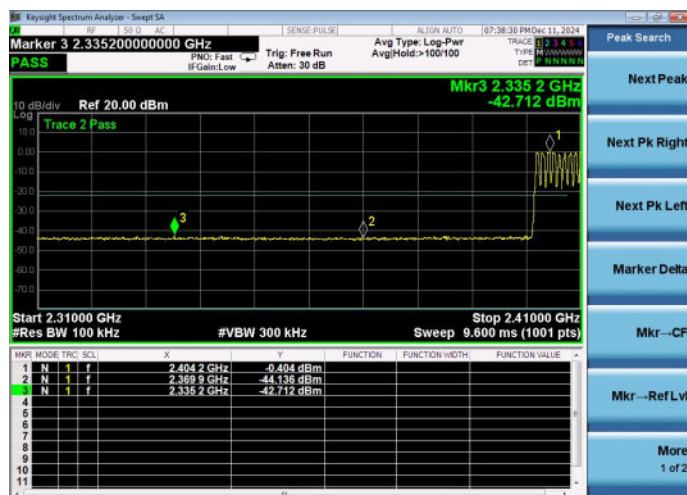 Keysight Spectrum Analyzer - Swept SA
RF 50 Ω AC SENSE:PULSE ALIGN AUTO 07:38:30 PM Dec 11, 2024
Marker 3 2.335200000000 GHz
PASS
PNO: Fast
IFGain:Low
Trig: Free Run
Atten: 30 dB
Avg Type: Log-Pwr
Avg|Hold:>100/100
TRACE 1 2 3 4 5 6
TYPE M
DET P N N N N N
Peak Search
Mkr3 2.335 2 GHz
-42.712 dBm
10 dB/div Ref 20.00 dBm
Log
Trace 2 Pass
10.0
0.00
-10.0
-20.0
-30.0
-40.0
-50.0
-60.0
-70.0
1
2
3
Start 2.31000 GHz Stop 2.41000 GHz
#Res BW 100 kHz #VBW 300 kHz Sweep 9.600 ms (1001 pts)
MKR MODE TRC SCL X Y FUNCTION FUNCTION WIDTH FUNCTION VALUE
1 N 1 f 2.404 2 GHz -0.404 dBm
2 N 1 f 2.369 9 GHz -44.136 dBm
3 N 1 f 2.335 2 GHz -42.712 dBm
4
5
6
7
8
9
10
11
Next Peak
Next Pk Right
Next Pk Left
Marker Delta
Mkr→CF
Mkr→Ref Lvl
More
1 of 2